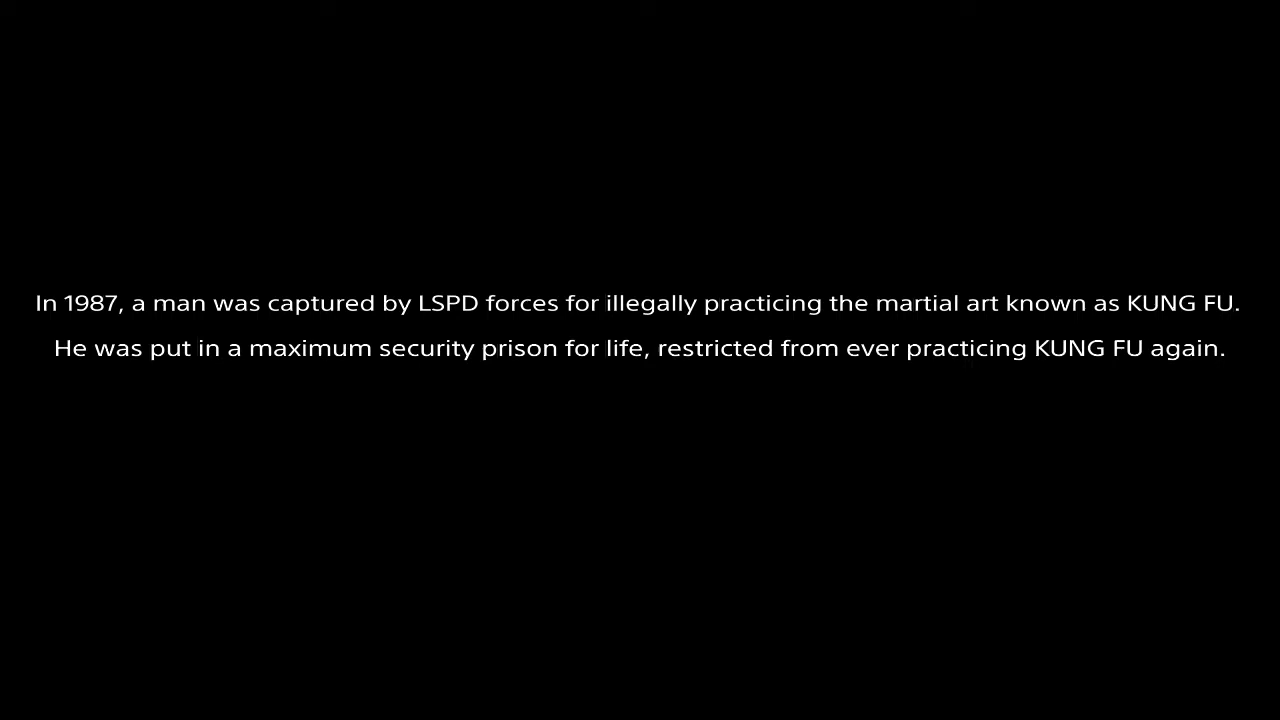 In 1987, a man was captured by LSPD forces for illegally practicing the martial art known as KUNG FU.
He was put in a maximum security prison for life, restricted from ever practicing KUNG FU again.